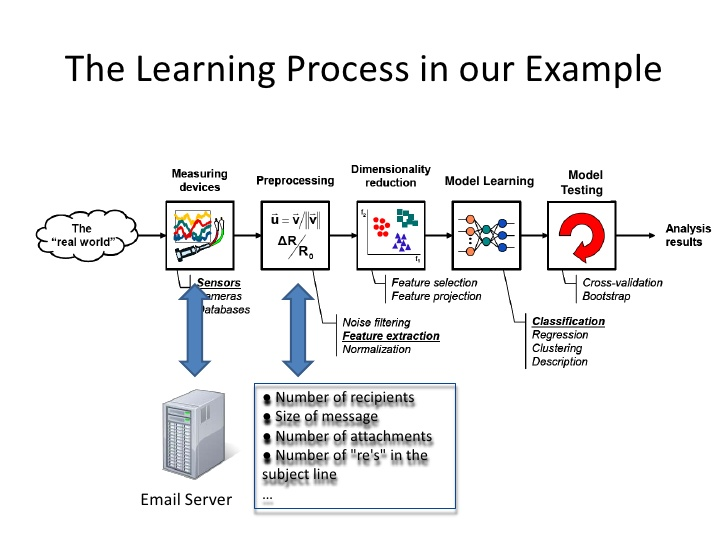 The Learning Process in our Example
Measuring
devices
Preprocessing
Dimensionality
reduction
Model Learning
Model
Testing
The
“real world”
u = v/||v||
ΔR
R0
f2
f1
Analysis
results
Sensors
Cameras
Databases
Noise filtering
Feature extraction
Normalization
Feature selection
Feature projection
Classification
Regression
Clustering
Description
Cross-validation
Bootstrap
Email Server
● Number of recipients
● Size of message
● Number of attachments
● Number of "re's" in the
subject line
…